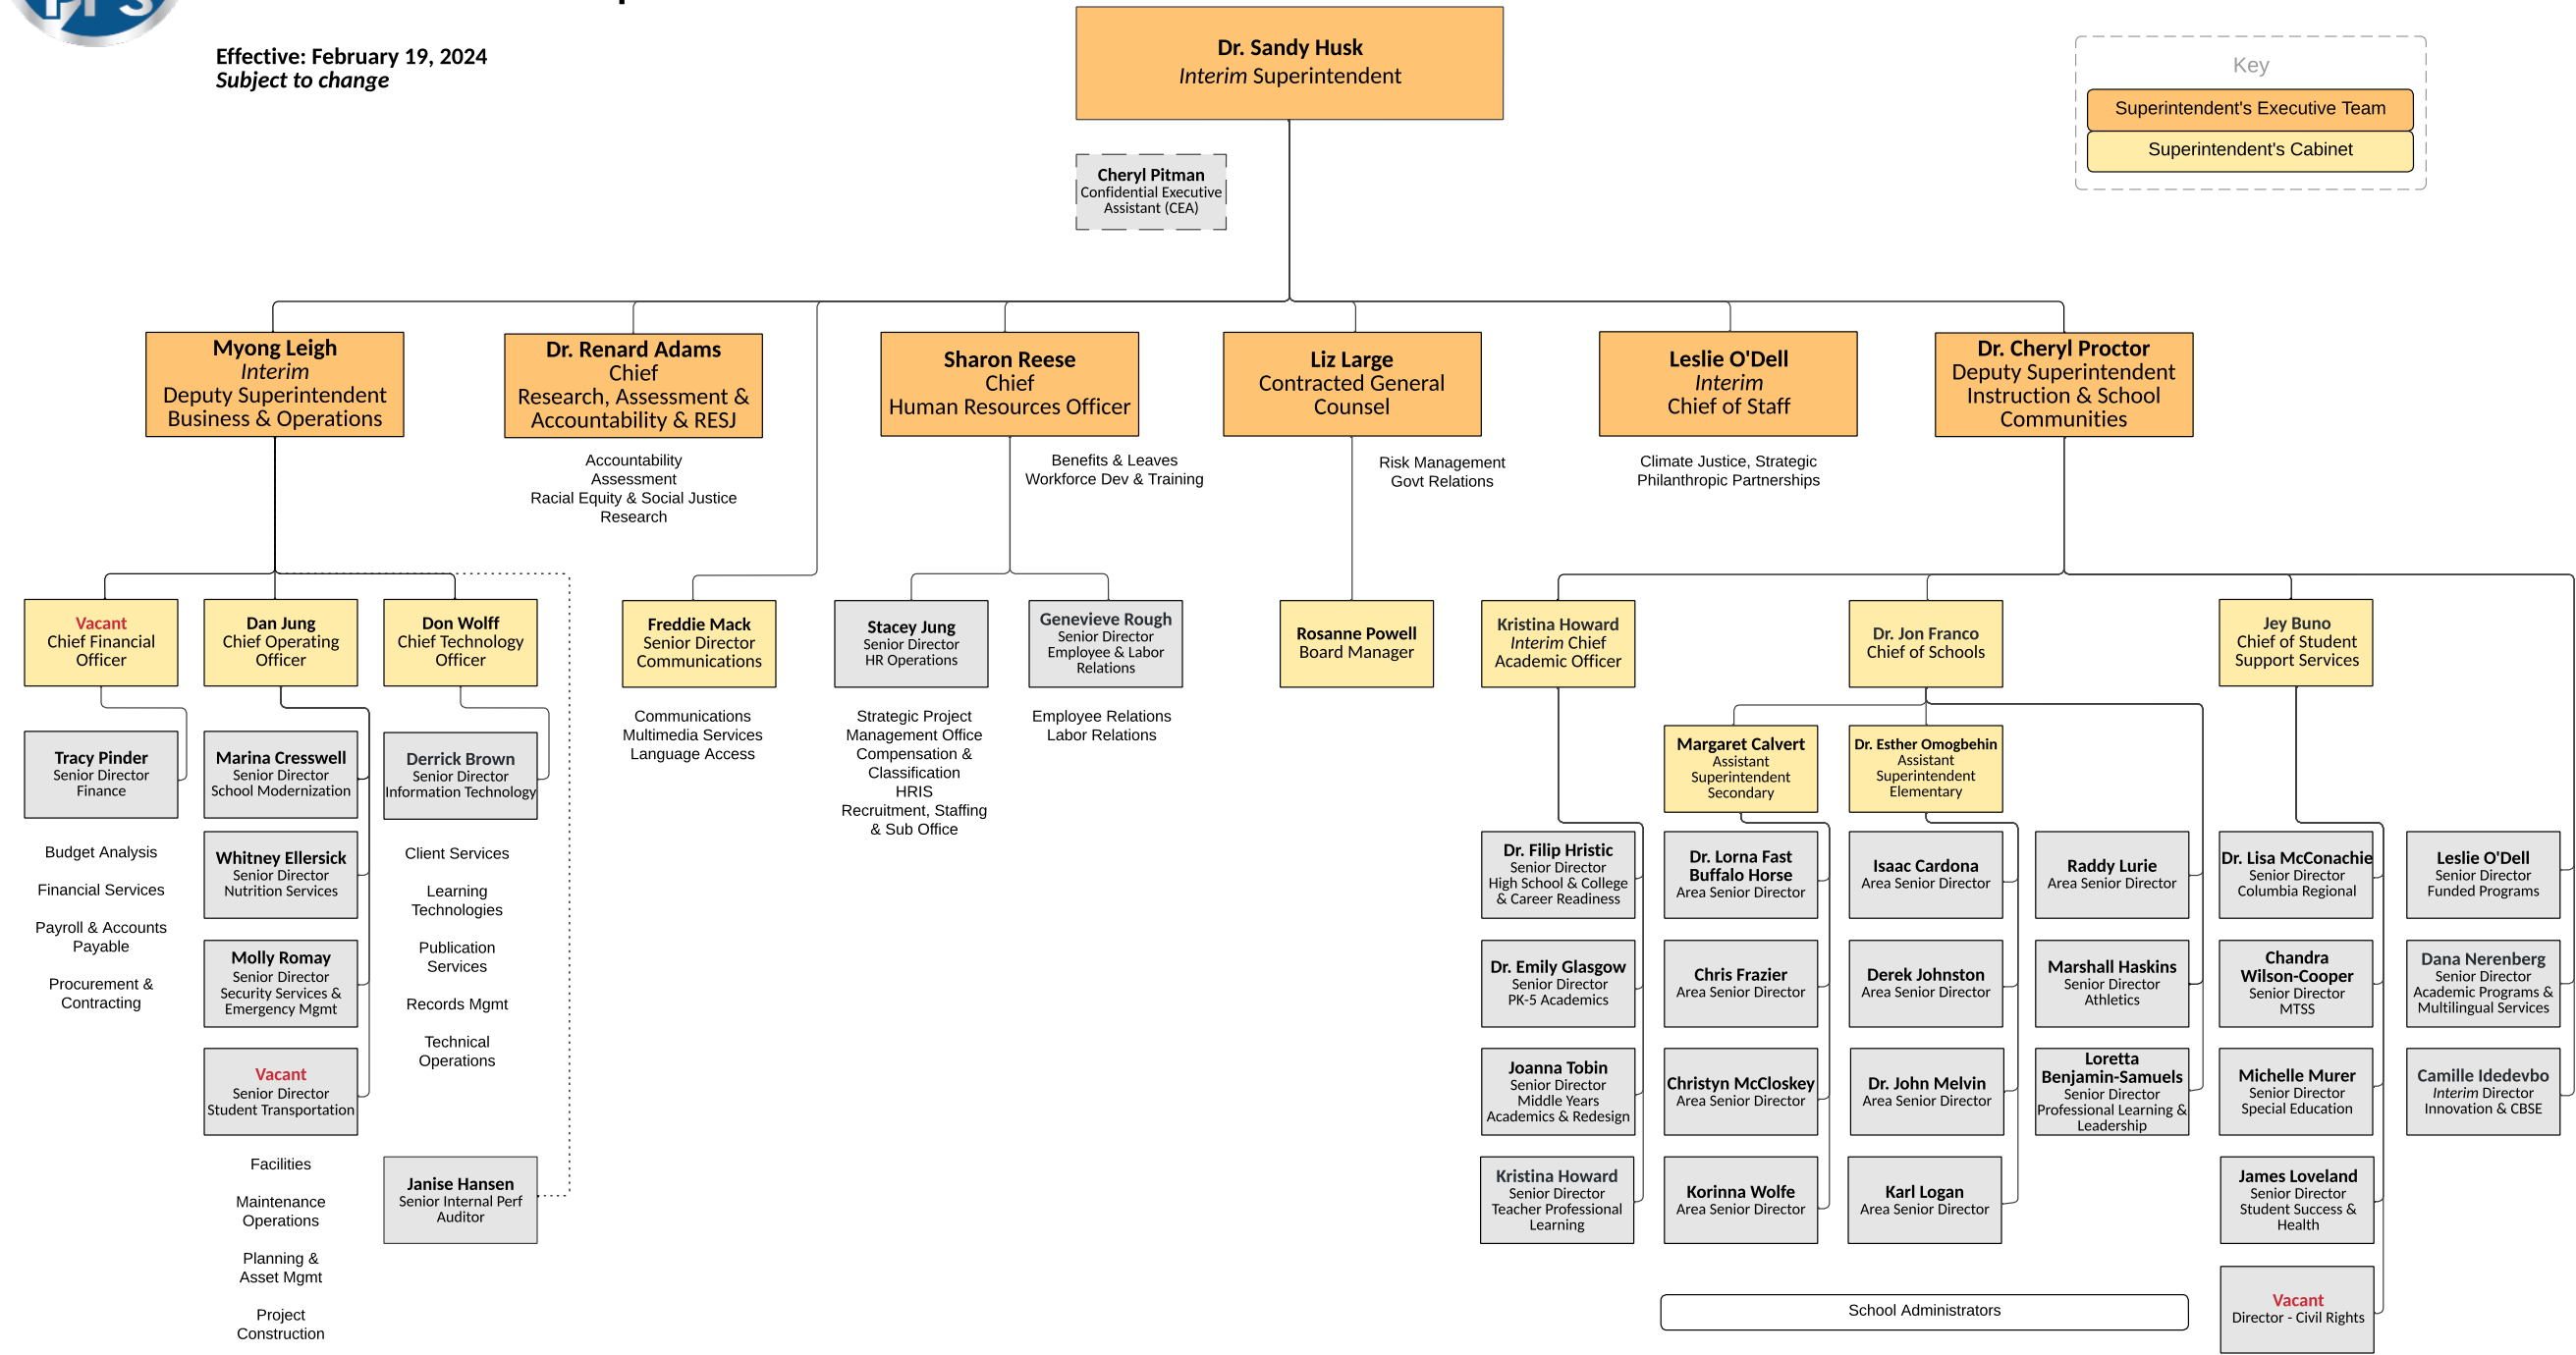 PPS
Effective: February 19, 2024
Subject to change
Dr. Sandy Husk
Interim Superintendent
Key
Superintendent's Executive Team
Superintendent's Cabinet
Cheryl Pitman
Confidential Executive
Assistant (CEA)
Myong Leigh
Interim
Deputy Superintendent
Business & Operations
Dr. Renard Adams
Chief
Research, Assessment &
Accountability & RESJ
Sharon Reese
Chief
Human Resources Officer
Liz Large
Contracted General
Counsel
Leslie O'Dell
Interim
Chief of Staff
Dr. Cheryl Proctor
Deputy Superintendent
Instruction & School
Communities
Accountability
Assessment
Racial Equity & Social Justice
Research
Benefits & Leaves
Workforce Dev & Training
Risk Management
Govt Relations
Climate Justice, Strategic
Philanthropic Partnerships
Vacant
Chief Financial
Officer
Dan Jung
Chief Operating
Officer
Don Wolff
Chief Technology
Officer
Freddie Mack
Senior Director
Communications
Stacey Jung
Senior Director
HR Operations
Genevieve Rough
Senior Director
Employee & Labor
Relations
Rosanne Powell
Board Manager
Kristina Howard
Interim Chief
Academic Officer
Dr. Jon Franco
Chief of Schools
Jey Buno
Chief of Student
Support Services
Tracy Pinder
Senior Director
Finance
Budget Analysis
Financial Services
Payroll & Accounts
Payable
Procurement &
Contracting
Marina Cresswell
Senior Director
School Modernization
Whitney Ellersick
Senior Director
Nutrition Services
Molly Romay
Senior Director
Security Services &
Emergency Mgmt
Vacant
Senior Director
Student Transportation
Facilities
Maintenance
Operations
Planning &
Asset Mgmt
Project
Construction
Derrick Brown
Senior Director
Information Technology
Client Services
Learning
Technologies
Publication
Services
Records Mgmt
Technical
Operations
Janise Hansen
Senior Internal Perf
Auditor
Communications
Multimedia Services
Language Access
Strategic Project
Management Office
Compensation &
Classification
HRIS
Recruitment, Staffing
& Sub Office
Employee Relations
Labor Relations
Margaret Calvert
Assistant
Superintendent
Secondary
Dr. Esther Omogbehin
Assistant
Superintendent
Elementary
Dr. Filip Hristic
Senior Director
High School & College
& Career Readiness
Dr. Emily Glasgow
Senior Director
PK-5 Academics
Joanna Tobin
Senior Director
Middle Years
Academics & Redesign
Kristina Howard
Senior Director
Teacher Professional
Learning
Dr. Lorna Fast
Buffalo Horse
Area Senior Director
Chris Frazier
Area Senior Director
Christyn McCloskey
Area Senior Director
Korinna Wolfe
Area Senior Director
Isaac Cardona
Area Senior Director
Derek Johnston
Area Senior Director
Dr. John Melvin
Area Senior Director
Karl Logan
Area Senior Director
Raddy Lurie
Area Senior Director
Marshall Haskins
Senior Director
Athletics
Loretta
Benjamin-Samuels
Senior Director
Professional Learning &
Leadership
Dr. Lisa McConachie
Senior Director
Columbia Regional
Chandra
Wilson-Cooper
Senior Director
MTSS
Michelle Murer
Senior Director
Special Education
James Loveland
Senior Director
Student Success &
Health
Vacant
Director - Civil Rights
Leslie O'Dell
Senior Director
Funded Programs
Dana Nerenberg
Senior Director
Academic Programs &
Multilingual Services
Camille Idedevbo
Interim Director
Innovation & CBSE
School Administrators